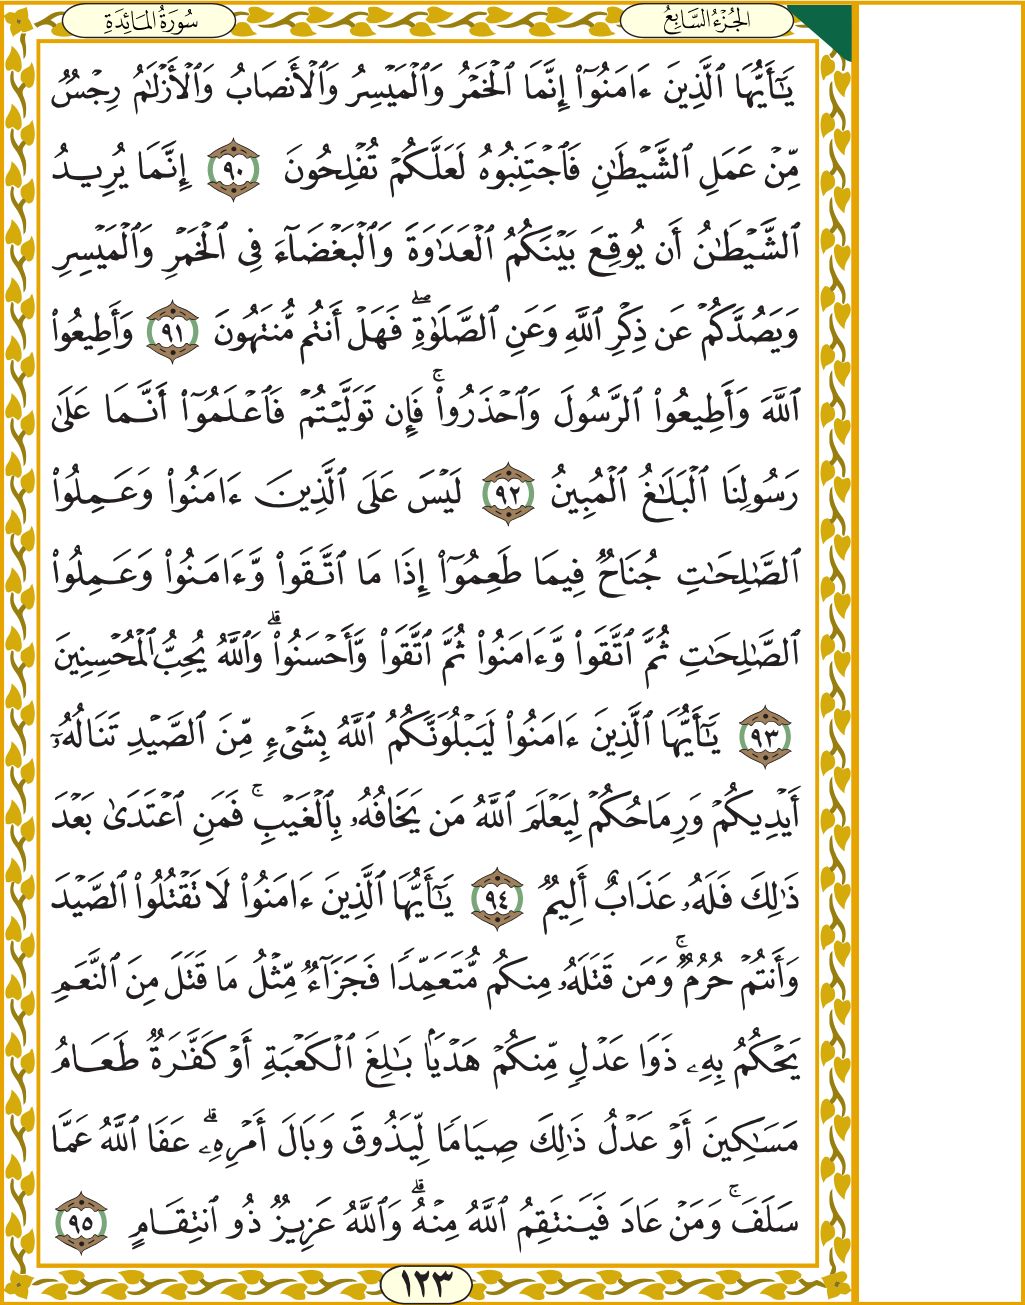 الجُزْءُ السَّابِعُ
سُورَةُ المَائِدَةِ
يَٰٓأَيُّهَا ٱلَّذِينَ ءَامَنُوٓا۟ إِنَّمَا ٱلْخَمْرُ وَٱلْمَيْسِرُ وَٱلْأَنصَابُ وَٱلْأَزْلَٰمُ رِجْسٌ
مِّنْ عَمَلِ ٱلشَّيْطَٰنِ فَٱجْتَنِبُوهُ لَعَلَّكُمْ تُفْلِحُونَ ٩٠ إِنَّمَا يُرِيدُ
ٱلشَّيْطَٰنُ أَن يُوقِعَ بَيْنَكُمُ ٱلْعَدَٰوَةَ وَٱلْبَغْضَآءَ فِى ٱلْخَمْرِ وَٱلْمَيْسِرِ
وَيَصُدَّكُمْ عَن ذِكْرِ ٱللَّهِ وَعَنِ ٱلصَّلَوٰةِ ۖ فَهَلْ أَنتُم مُّنتَهُونَ ٩١ وَأَطِيعُوا۟
ٱللَّهَ وَأَطِيعُوا۟ ٱلرَّسُولَ وَٱحْذَرُوا۟ ۚ فَإِن تَوَلَّيْتُمْ فَٱعْلَمُوٓا۟ أَنَّمَا عَلَىٰ
رَسُولِنَا ٱلْبَلَٰغُ ٱلْمُبِينُ ٩٢ لَيْسَ عَلَى ٱلَّذِينَ ءَامَنُوا۟ وَعَمِلُوا۟
ٱلصَّٰلِحَٰتِ جُنَاحٌ فِيمَا طَعِمُوٓا۟ إِذَا مَا ٱتَّقَوا۟ وَّءَامَنُوا۟ وَعَمِلُوا۟
ٱلصَّٰلِحَٰتِ ثُمَّ ٱتَّقَوا۟ وَّءَامَنُوا۟ ثُمَّ ٱتَّقَوا۟ وَّأَحْسَنُوا۟ ۗ وَٱللَّهُ يُحِبُّ ٱلْمُحْسِنِينَ
٩٣ يَٰٓأَيُّهَا ٱلَّذِينَ ءَامَنُوا۟ لَيَبْلُوَنَّكُمُ ٱللَّهُ بِشَىْءٍ مِّنَ ٱلصَّيْدِ تَنَالُهُۥٓ
أَيْدِيكُمْ وَرِمَاحُكُمْ لِيَعْلَمَ ٱللَّهُ مَن يَخَافُهُۥ بِٱلْغَيْبِ ۚ فَمَنِ ٱعْتَدَىٰ بَعْدَ
ذَٰلِكَ فَلَهُۥ عَذَابٌ أَلِيمٌ ٩٤ يَٰٓأَيُّهَا ٱلَّذِينَ ءَامَنُوا۟ لَا تَقْتُلُوا۟ ٱلصَّيْدَ
وَأَنتُمْ حُرُمٌ ۚ وَمَن قَتَلَهُۥ مِنكُم مُّتَعَمِّدًا فَجَزَآءٌ مِّثْلُ مَا قَتَلَ مِنَ ٱلنَّعَمِ
يَحْكُمُ بِهِۦ ذَوَا عَدْلٍ مِّنكُمْ هَدْيًۢا بَٰلِغَ ٱلْكَعْبَةِ أَوْ كَفَّٰرَةٌ طَعَامُ
مَسَٰكِينَ أَوْ عَدْلُ ذَٰلِكَ صِيَامًا لِّيَذُوقَ وَبَالَ أَمْرِهِۦ ۗ عَفَا ٱللَّهُ عَمَّا
سَلَفَ ۚ وَمَنْ عَادَ فَيَنتَقِمُ ٱللَّهُ مِنْهُ ۗ وَٱللَّهُ عَزِيزٌ ذُو ٱنتِقَامٍ ٩٥
١٢٣